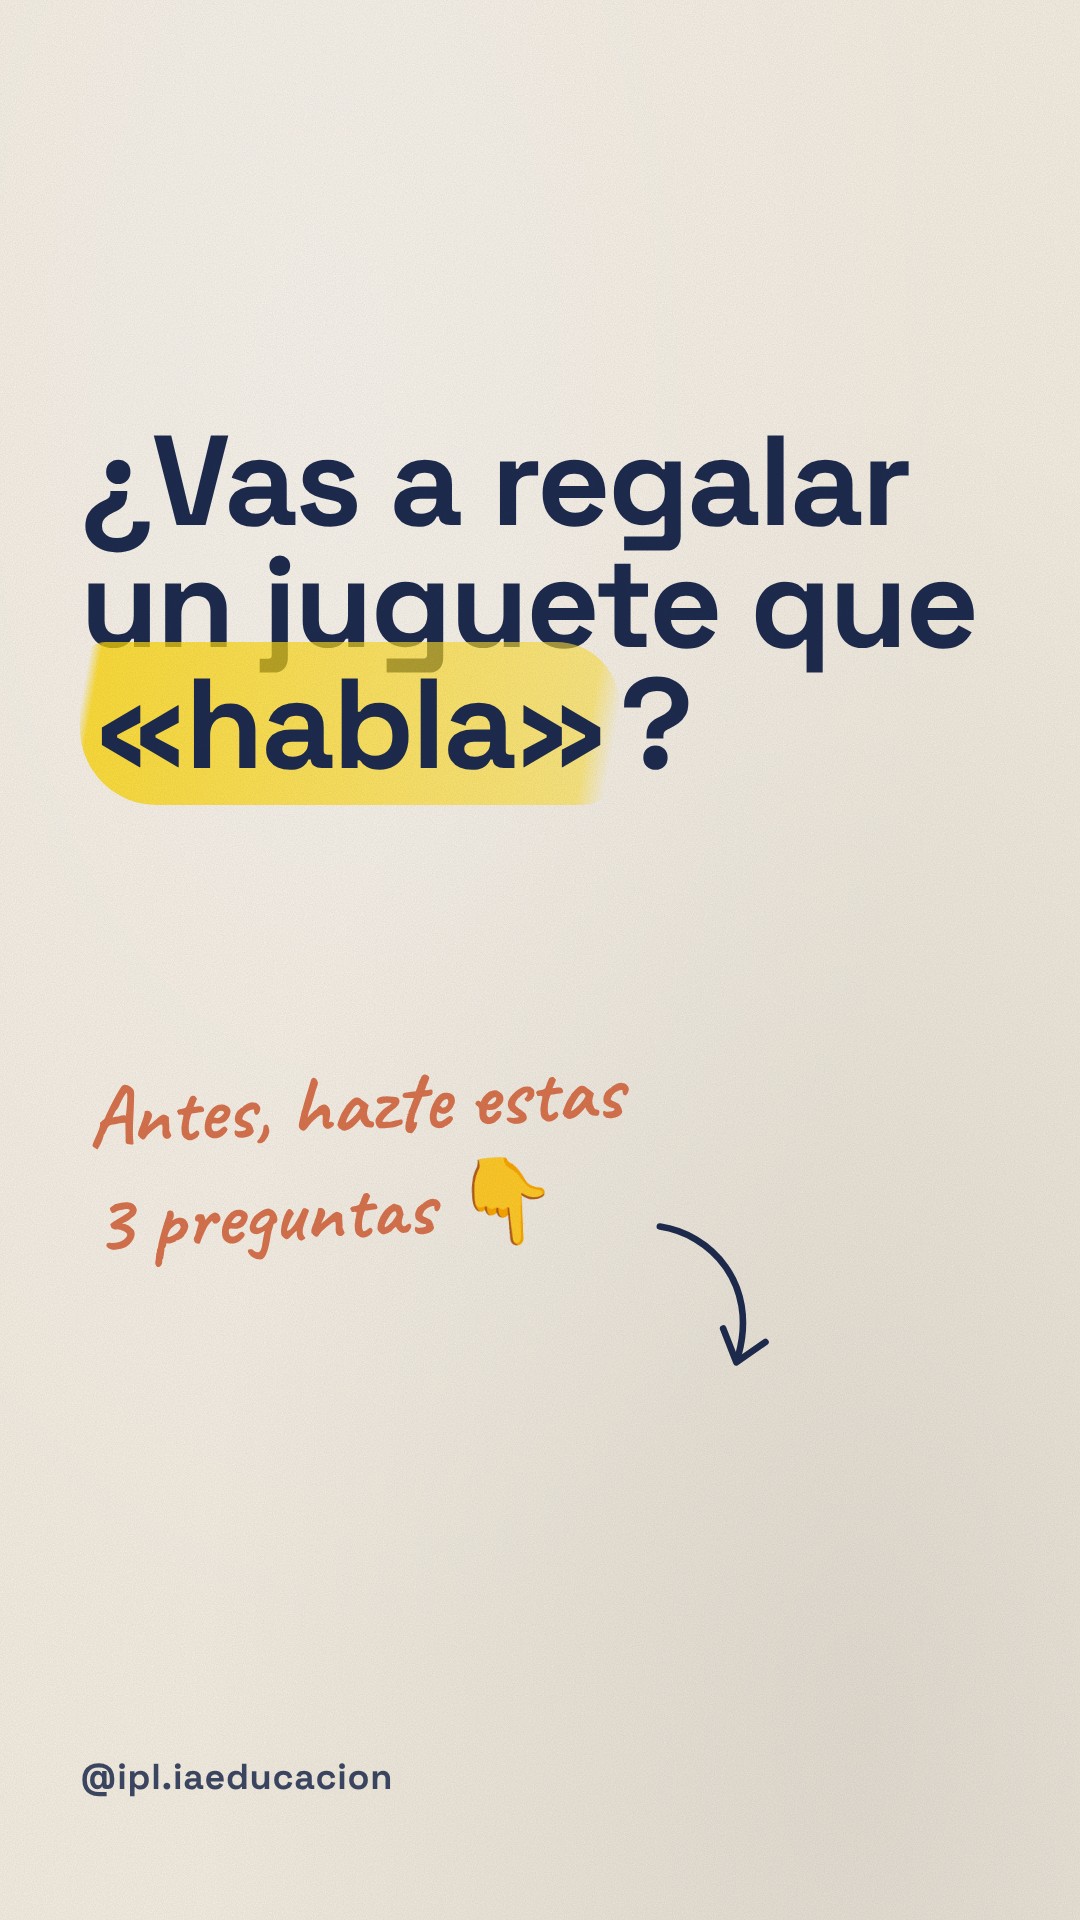 ¿Vas a regalar
un juguete que
«habla»?
Antes, hazte estas
3 preguntas 👇
@ipl.iaeducacion